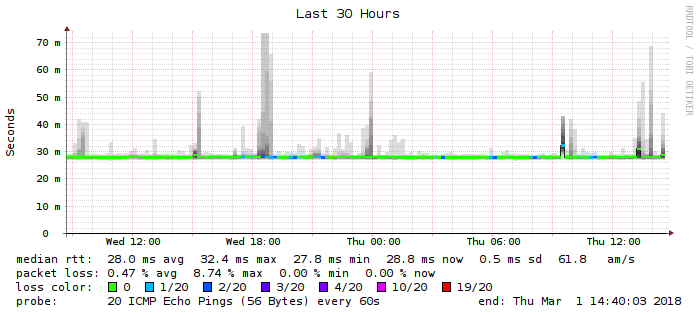 Last 30 Hours
RRDTOOL / TOBI OETIKER
Seconds
70 m
60 m
50 m
40 m
30 m
20 m
10 m
0
Wed 12:00 Wed 18:00 Thu 00:00 Thu 06:00 Thu 12:00
median rtt: 28.0 ms avg 32.4 ms max 27.8 ms min 28.8 ms now 0.5 ms sd 61.8 am/s
packet loss: 0.47 % avg 8.74 % max 0.00 % min 0.00 % now
loss color: 0 1/20 2/20 3/20 4/20 10/20 19/20
probe: 20 ICMP Echo Pings (56 Bytes) every 60s end: Thu Mar 1 14:40:03 2018